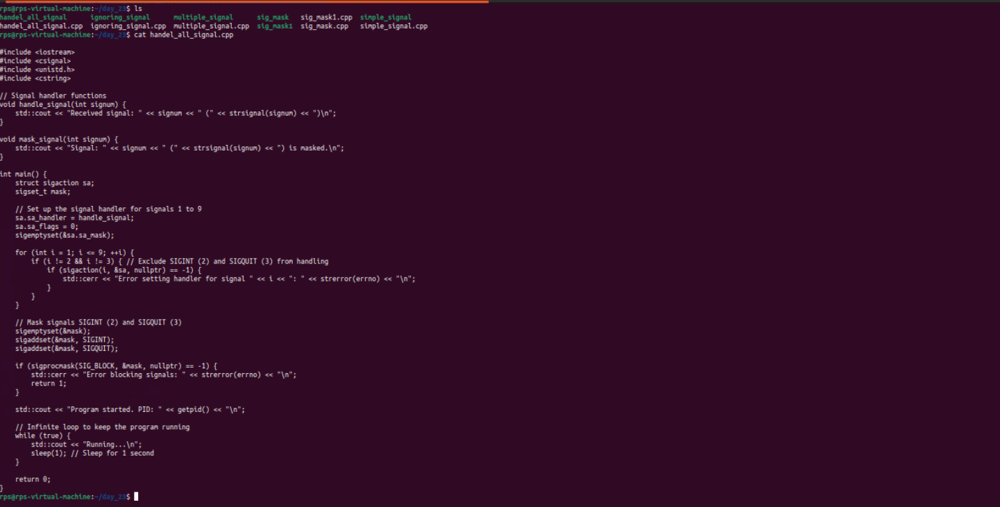 rps@rps-virtual-machine:~/day_23$ ls
handel_all_signal      ignoring_signal      multiple_signal      sig_mask   sig_mask1.cpp  simple_signal
handel_all_signal.cpp  ignoring_signal.cpp  multiple_signal.cpp  sig_mask1  sig_mask.cpp   simple_signal.cpp
rps@rps-virtual-machine:~/day_23$ cat handel_all_signal.cpp
#include <iostream>
#include <csignal>
#include <unistd.h>
#include <cstring>
// Signal handler functions
void handle_signal(int signum) {
    std::cout << "Received signal: " << signum << " (" << strsignal(signum) << ")\n";
}
void mask_signal(int signum) {
    std::cout << "Signal: " << signum << " (" << strsignal(signum) << ") is masked.\n";
}
int main() {
    struct sigaction sa;
    sigset_t mask;
    // Set up the signal handler for signals 1 to 9
    sa.sa_handler = handle_signal;
    sa.sa_flags = 0;
    sigemptyset(&sa.sa_mask);
    for (int i = 1; i <= 9; ++i) {
        if (i != 2 && i != 3) { // Exclude SIGINT (2) and SIGQUIT (3) from handling
            if (sigaction(i, &sa, nullptr) == -1) {
                std::cerr << "Error setting handler for signal " << i << ": " << strerror(errno) << "\n";
            }
        }
    }
    // Mask signals SIGINT (2) and SIGQUIT (3)
    sigemptyset(&mask);
    sigaddset(&mask, SIGINT);
    sigaddset(&mask, SIGQUIT);
    if (sigprocmask(SIG_BLOCK, &mask, nullptr) == -1) {
        std::cerr << "Error blocking signals: " << strerror(errno) << "\n";
        return 1;
    }
    std::cout << "Program started. PID: " << getpid() << "\n";
    // Infinite loop to keep the program running
    while (true) {
        std::cout << "Running...\n";
        sleep(1); // Sleep for 1 second
    }
    return 0;
}
rps@rps-virtual-machine:~/day_23$